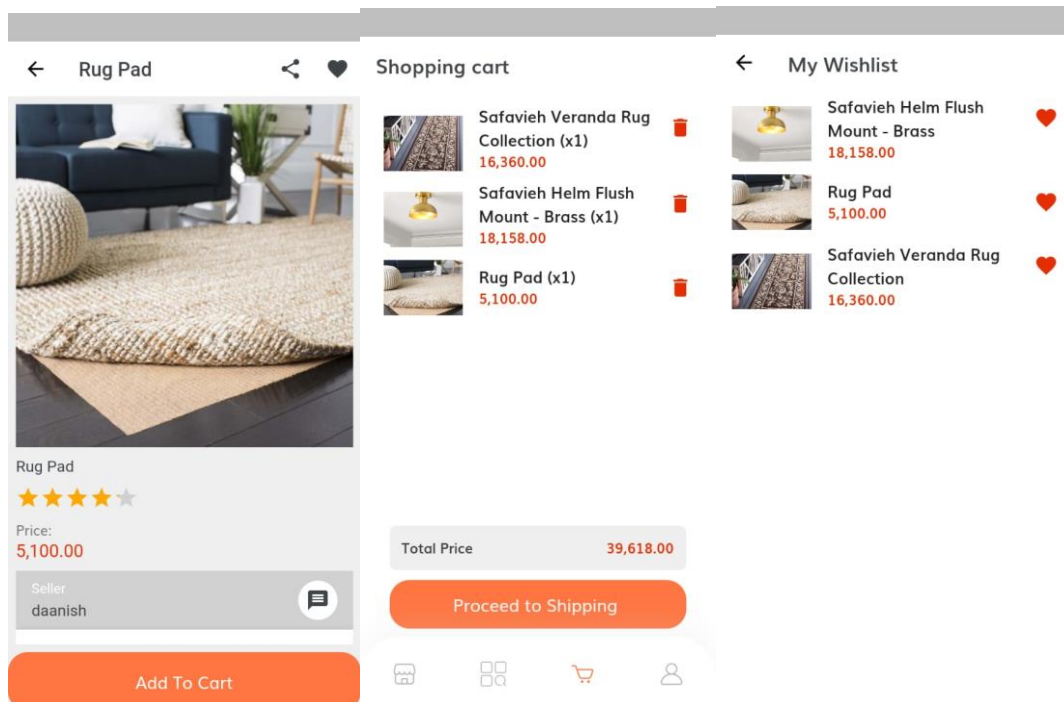 Rug Pad
Rug Pad
Price:
5,100.00
Seller
daanish
Add To Cart
Shopping cart
Safavieh Veranda Rug
Collection (x1)
16,360.00
Safavieh Helm Flush
Mount - Brass (x1)
18,158.00
Rug Pad (x1)
5,100.00
Total Price 39,618.00
Proceed to Shipping
My Wishlist
Safavieh Helm Flush
Mount - Brass
18,158.00
Rug Pad
5,100.00
Safavieh Veranda Rug
Collection
16,360.00